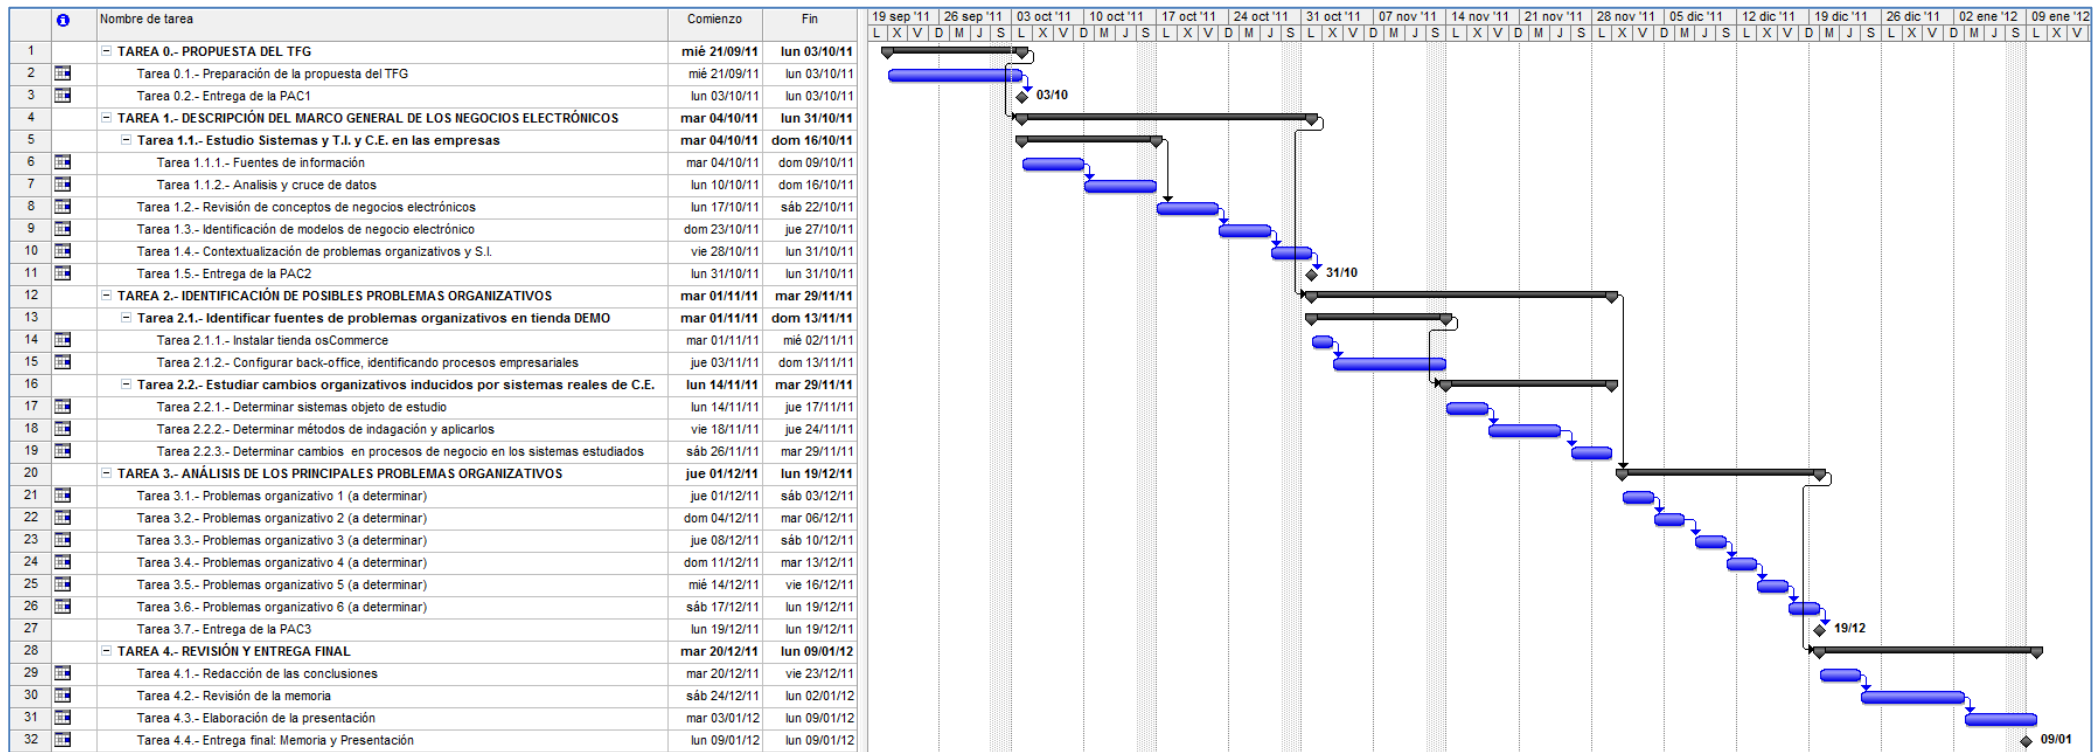 Nombre de tarea Comienzo Fin 19 sep '11 26 sep '11 03 oct '11 10 oct '11 17 oct '11 24 oct '11 31 oct '11 07 nov '11 14 nov '11 21 nov '11 28 nov '11 05 dic '11 12 dic '11 19 dic '11 26 dic '11 02 ene '12 09 ene '12
L X V D M J S L X V D M J S L X V D M J S L X V D M J S L X V D M J S L X V D M J S L X V D M J S L X V D M J S L X V
1 TAREA 0.- PROPUESTA DEL TFG mié 21/09/11 lun 03/10/11
2 Tarea 0.1.- Preparación de la propuesta del TFG mié 21/09/11 lun 03/10/11
3 Tarea 0.2.- Entrega de la PAC1 lun 03/10/11 lun 03/10/11 03/10
4 TAREA 1.- DESCRIPCIÓN DEL MARCO GENERAL DE LOS NEGOCIOS ELECTRÓNICOS mar 04/10/11 lun 31/10/11
5 Tarea 1.1.- Estudio Sistemas y T.I. y C.E. en las empresas mar 04/10/11 dom 16/10/11
6 Tarea 1.1.1.- Fuentes de información mar 04/10/11 dom 09/10/11
7 Tarea 1.1.2.- Analisis y cruce de datos lun 10/10/11 dom 16/10/11
8 Tarea 1.2.- Revisión de conceptos de negocios electrónicos lun 17/10/11 sáb 22/10/11
9 Tarea 1.3.- Identificación de modelos de negocio electrónico dom 23/10/11 jue 27/10/11
10 Tarea 1.4.- Contextualización de problemas organizativos y S.I. vie 28/10/11 lun 31/10/11
11 Tarea 1.5.- Entrega de la PAC2 lun 31/10/11 lun 31/10/11 31/10
12 TAREA 2.- IDENTIFICACIÓN DE POSIBLES PROBLEMAS ORGANIZATIVOS mar 01/11/11 mar 29/11/11
13 Tarea 2.1.- Identificar fuentes de problemas organizativos en tienda DEMO mar 01/11/11 dom 13/11/11
14 Tarea 2.1.1.- Instalar tienda osCommerce mar 01/11/11 mié 02/11/11
15 Tarea 2.1.2.- Configurar back-office, identificando procesos empresariales jue 03/11/11 dom 13/11/11
16 Tarea 2.2.- Estudiar cambios organizativos inducidos por sistemas reales de C.E. lun 14/11/11 mar 29/11/11
17 Tarea 2.2.1.- Determinar sistemas objeto de estudio lun 14/11/11 jue 17/11/11
18 Tarea 2.2.2.- Determinar métodos de indagación y aplicarlos vie 18/11/11 jue 24/11/11
19 Tarea 2.2.3.- Determinar cambios en procesos de negocio en los sistemas estudiados sáb 26/11/11 mar 29/11/11
20 TAREA 3.- ANÁLISIS DE LOS PRINCIPALES PROBLEMAS ORGANIZATIVOS jue 01/12/11 lun 19/12/11
21 Tarea 3.1.- Problemas organizativo 1 (a determinar) jue 01/12/11 sáb 03/12/11
22 Tarea 3.2.- Problemas organizativo 2 (a determinar) dom 04/12/11 mar 06/12/11
23 Tarea 3.3.- Problemas organizativo 3 (a determinar) jue 08/12/11 sáb 10/12/11
24 Tarea 3.4.- Problemas organizativo 4 (a determinar) dom 11/12/11 mar 13/12/11
25 Tarea 3.5.- Problemas organizativo 5 (a determinar) mié 14/12/11 vie 16/12/11
26 Tarea 3.6.- Problemas organizativo 6 (a determinar) sáb 17/12/11 lun 19/12/11
27 Tarea 3.7.- Entrega de la PAC3 lun 19/12/11 lun 19/12/11 19/12
28 TAREA 4.- REVISIÓN Y ENTREGA FINAL mar 20/12/11 lun 09/01/12
29 Tarea 4.1.- Redacción de las conclusiones mar 20/12/11 vie 23/12/11
30 Tarea 4.2.- Revisión de la memoria sáb 24/12/11 lun 02/01/12
31 Tarea 4.3.- Elaboración de la presentación mar 03/01/12 lun 09/01/12
32 Tarea 4.4.- Entrega final: Memoria y Presentación lun 09/01/12 lun 09/01/12 09/01